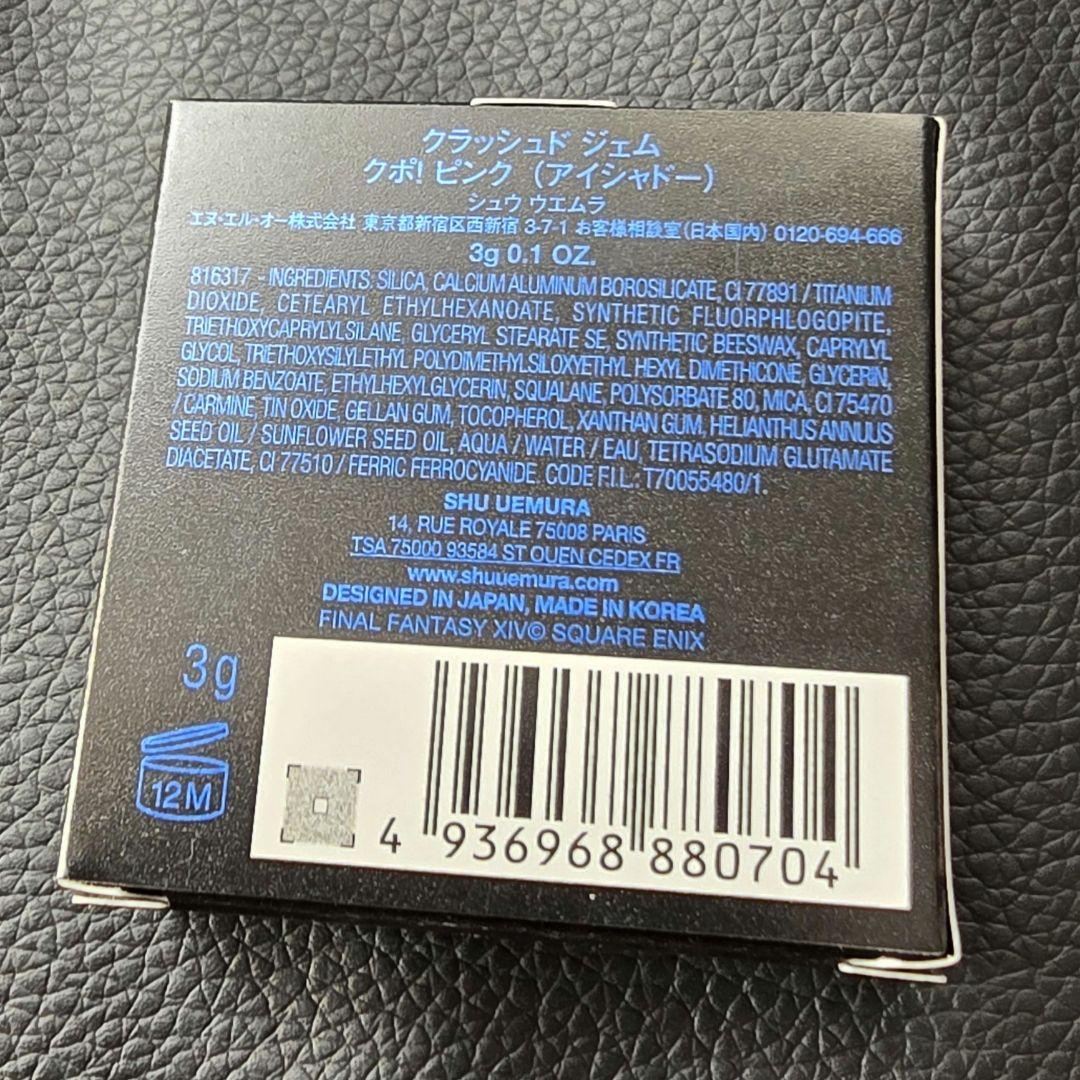 クラッシュド ジェム
クポ! ピンク（アイシャドー）
シュウ ウエムラ
エヌ・エル・オー株式会社 東京都新宿区西新宿 3-7-1 お客様相談室(日本国内) 0120-694-666
3g 0.1 OZ.
816317 - INGREDIENTS: SILICA, CALCIUM ALUMINUM BOROSILICATE, CI 77891 / TITANIUM
DIOXIDE, CETEARYL ETHYLHEXANOATE, SYNTHETIC FLUORPHLOGOPITE,
TRIETHOXYCAPRYLYLSILANE, GLYCERYL STEARATE SE, SYNTHETIC BEESWAX, CAPRYLYL
GLYCOL, TRIETHOXYSILYLETHYL POLYDIMETHYLSILOXYETHYL HEXYL DIMETHICONE, GLYCERIN,
SODIUM BENZOATE, ETHYLHEXYLGLYCERIN, SQUALANE, POLYSORBATE 80, MICA, CI 75470
/ CARMINE, TIN OXIDE, GELLAN GUM, TOCOPHEROL, XANTHAN GUM, HELIANTHUS ANNUUS
SEED OIL / SUNFLOWER SEED OIL, AQUA / WATER / EAU, TETRASODIUM GLUTAMATE
DIACETATE, CI 77510 / FERRIC FERROCYANIDE. CODE F.I.L.: T70055480/1.
SHU UEMURA
14, RUE ROYALE 75008 PARIS
TSA 75000 93584 ST OUEN CEDEX FR
www.shuuemura.com
DESIGNED IN JAPAN, MADE IN KOREA
FINAL FANTASY XIV© SQUARE ENIX
3g
12M
4 936968 880704